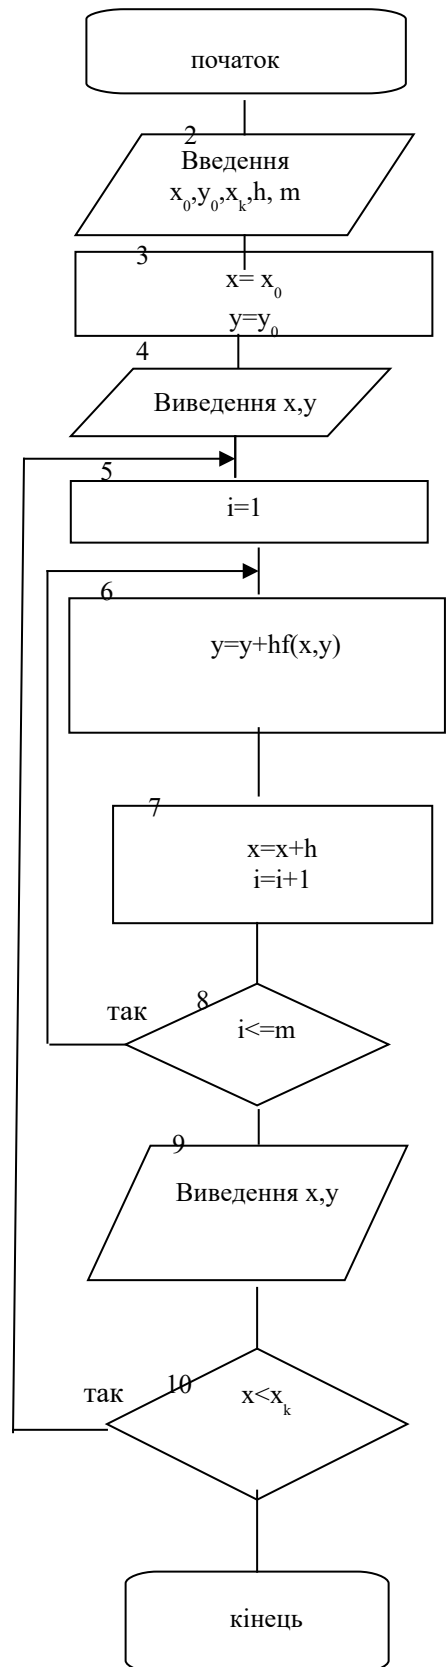 початок
2
Введення
x₀,y₀,xₖ,h, m
3
x= x₀
y=y₀
4
Виведення x,y
5
i=1
6
y=y+hf(x,y)
7
x=x+h
i=i+1
так
8
i<=m
9
Виведення x,y
так
10
x<xₖ
кінець